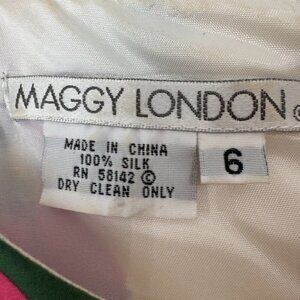 MAGGY LONDON ©
MADE IN CHINA
100% SILK
RN 58142 ©
DRY CLEAN ONLY
6